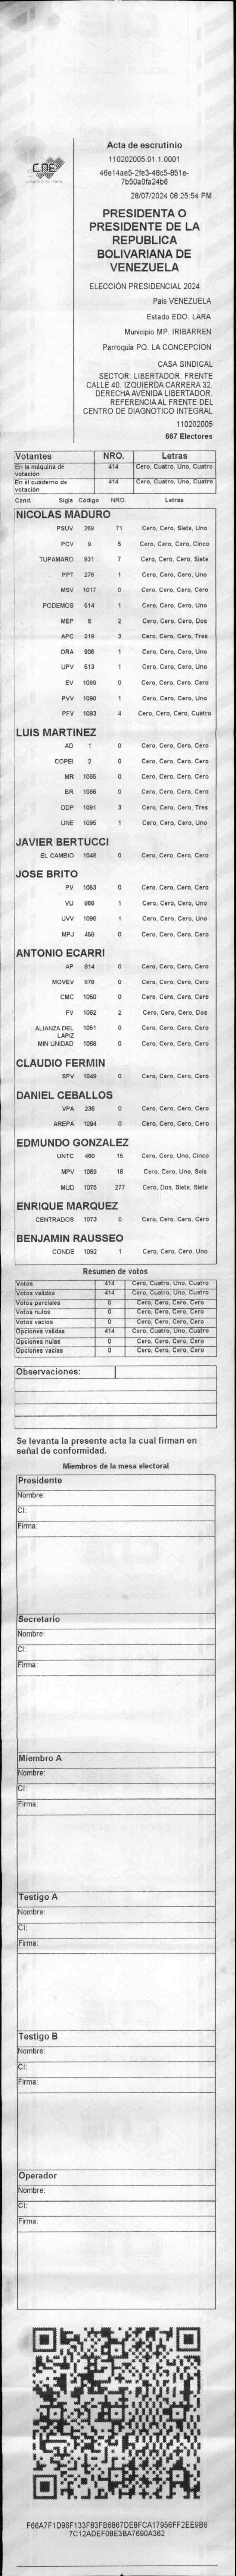 CNE
Acta de escrutinio
110202005.01.1.0001
46e14ae5-2fe3-48c5-851e-
7b50a0fa24b6
28/07/2024 08:25:54 PM
PRESIDENTA O
PRESIDENTE DE LA
REPUBLICA
BOLIVARIANA DE
VENEZUELA
ELECCIÓN PRESIDENCIAL 2024
Pais VENEZUELA
Estado EDO. LARA
Municipio MP. IRIBARREN
Parroquia PQ. LA CONCEPCION
CASA SINDICAL
SECTOR: LIBERTADOR. FRENTE
CALLE 40. IZQUIERDA CARRERA 32.
DERECHA AVENIDA LIBERTADOR.
REFERENCIA AL FRENTE DEL
CENTRO DE DIAGNOTICO INTEGRAL
110202005
667 Electores
Votantes NRO. Letras
En la máquina de votación 414 Cero, Cuatro, Uno, Cuatro
En el cuaderno de votación 414 Cero, Cuatro, Uno, Cuatro
Cand. Sigla Código NRO. Letras
NICOLAS MADURO
PSUV 269 71 Cero, Cero, Siete, Uno
PCV 9 5 Cero, Cero, Cero, Cinco
TUPAMARO 931 7 Cero, Cero, Cero, Siete
PPT 276 1 Cero, Cero, Cero, Uno
MSV 1017 0 Cero, Cero, Cero, Cero
PODEMOS 514 1 Cero, Cero, Cero, Uno
MEP 6 2 Cero, Cero, Cero, Dos
APC 219 3 Cero, Cero, Cero, Tres
ORA 906 1 Cero, Cero, Cero, Uno
UPV 513 1 Cero, Cero, Cero, Uno
EV 1089 0 Cero, Cero, Cero, Cero
PVV 1090 1 Cero, Cero, Cero, Uno
PFV 1093 4 Cero, Cero, Cero, Cuatro
LUIS MARTINEZ
AD 1 0 Cero, Cero, Cero, Cero
COPEI 2 0 Cero, Cero, Cero, Cero
MR 1065 0 Cero, Cero, Cero, Cero
BR 1066 0 Cero, Cero, Cero, Cero
DDP 1091 3 Cero, Cero, Cero, Tres
UNE 1095 1 Cero, Cero, Cero, Uno
JAVIER BERTUCCI
EL CAMBIO 1048 0 Cero, Cero, Cero, Cero
JOSE BRITO
PV 1053 0 Cero, Cero, Cero, Cero
VU 868 1 Cero, Cero, Cero, Uno
UVV 1096 1 Cero, Cero, Cero, Uno
MPJ 456 0 Cero, Cero, Cero, Cero
ANTONIO ECARRI
AP 814 0 Cero, Cero, Cero, Cero
MOVEV 978 0 Cero, Cero, Cero, Cero
CMC 1050 0 Cero, Cero, Cero, Cero
FV 1062 2 Cero, Cero, Cero, Dos
ALIANZA DEL LAPIZ 1051 0 Cero, Cero, Cero, Cero
MIN UNIDAD 1068 0 Cero, Cero, Cero, Cero
CLAUDIO FERMIN
SPV 1049 0 Cero, Cero, Cero, Cero
DANIEL CEBALLOS
VPA 236 0 Cero, Cero, Cero, Cero
AREPA 1094 0 Cero, Cero, Cero, Cero
EDMUNDO GONZALEZ
UNTC 460 15 Cero, Cero, Uno, Cinco
MPV 1059 16 Cero, Cero, Uno, Seis
MUD 1075 277 Cero, Dos, Siete, Siete
ENRIQUE MARQUEZ
CENTRADOS 1073 0 Cero, Cero, Cero, Cero
BENJAMIN RAUSSEO
CONDE 1092 1 Cero, Cero, Cero, Uno
Resumen de votos
Votos 414 Cero, Cuatro, Uno, Cuatro
Votos validos 414 Cero, Cuatro, Uno, Cuatro
Votos parciales 0 Cero, Cero, Cero, Cero
Votos nulos 0 Cero, Cero, Cero, Cero
Votos vacios 0 Cero, Cero, Cero, Cero
Opciones validas 414 Cero, Cuatro, Uno, Cuatro
Opciones nulas 0 Cero, Cero, Cero, Cero
Opciones vacias 0 Cero, Cero, Cero, Cero
Observaciones:
Se levanta la presente acta la cual firman en
señal de conformidad.
Miembros de la mesa electoral
Presidente
Nombre:
CI:
Firma:
Secretario
Nombre:
CI:
Firma:
Miembro A
Nombre:
CI:
Firma:
Testigo A
Nombre:
CI:
Firma:
Testigo B
Nombre:
CI:
Firma:
Operador
Nombre:
CI:
Firma:
F66A7F1D96F133F83FB6867DE8FCA17956FF2EE9B6
7C12ADEF08E3BA7690A362